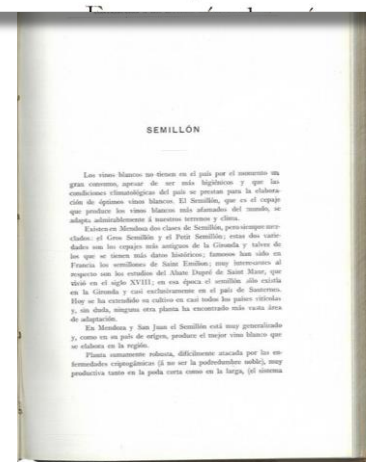 SEMILLÓN
Los vinos blancos no tienen en el país por el momento un
gran consumo, apesar de ser más higiénicos y que las
condiciones climatológicas del país se prestan para la elabora-
ción de óptimos vinos blancos. El Semillón, que es el cepaje
que produce los vinos blancos más afamados del mundo, se
adapta admirablemente á nuestros terrenos y clima.
Existen en Mendoza dos clases de Semillón, pero siempre mez-
clados: el Gros Semillón y el Petit Semillón; estas dos varie-
dades son los cepajes más antiguos de la Gironda y talvez de
los que se tienen más datos históricos; famosos han sido en
Francia los semillones de Saint Emilion; muy interesantes al
respecto son los estudios del Abate Dupré de Saint Maur, que
vivió en el siglo XVIII; en esa época el semillón sólo existía
en la Gironda y casi exclusivamente en el país de Sauternes.
Hoy se ha extendido su cultivo en casi todos los países vitícolas
y, sin duda, ninguna otra planta ha encontrado más vasta área
de adaptación.
En Mendoza y San Juan el Semillón está muy generalizado
y, como en su país de origen, produce el mejor vino blanco que
se elabora en la región.
Planta sumamente robusta, difícilmente atacada por las en-
fermedades criptogámicas (á no ser la podredumbre noble), muy
productiva tanto en la poda corta como en la larga, (el sistema